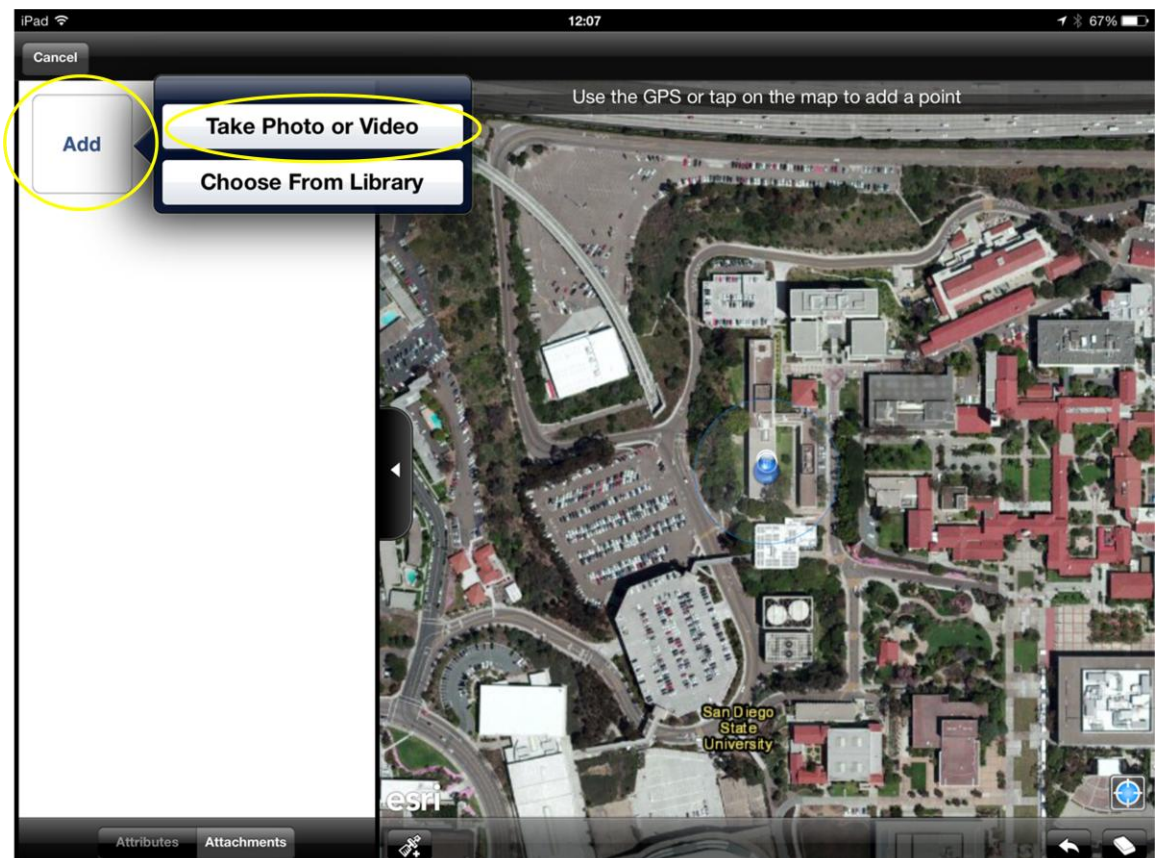 iPad 12:07 67%
Cancel
Use the GPS or tap on the map to add a point
Add
Take Photo or Video
Choose From Library
San Diego
State
University
esri
Attributes Attachments